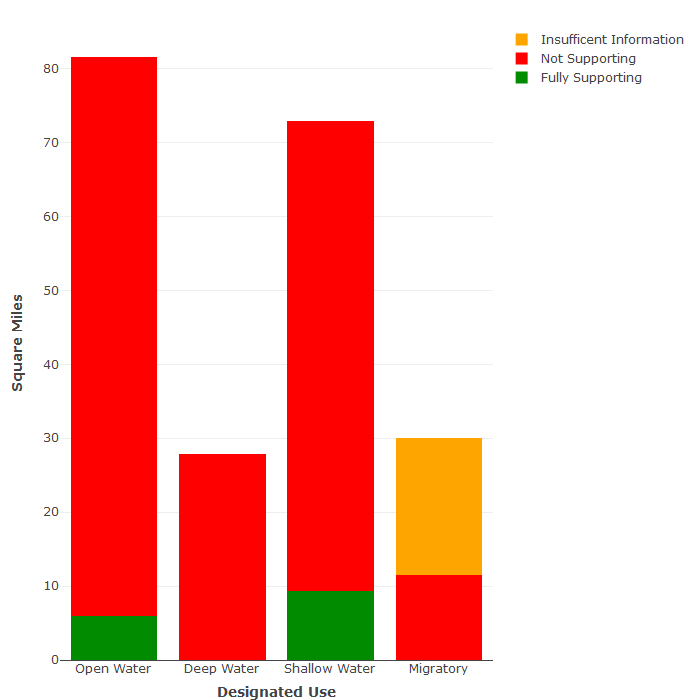 Insufficent Information
Not Supporting
Fully Supporting
80
70
60
50
40
30
20
10
0
Square Miles
Open Water
Deep Water
Shallow Water
Migratory
Designated Use